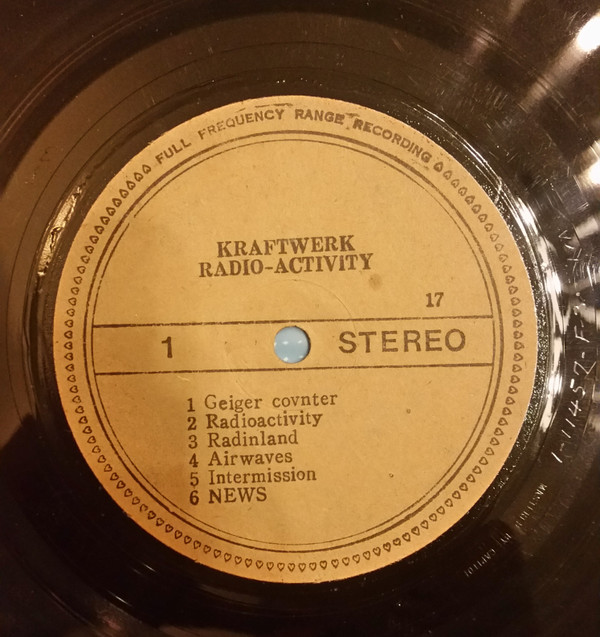 FULL FREQUENCY RANGE RECORDING
KRAFTWERK
RADIO-ACTIVITY
17
1 STEREO
1 Geiger covnter
2 Radioactivity
3 Radinland
4 Airwaves
5 Intermission
6 NEWS